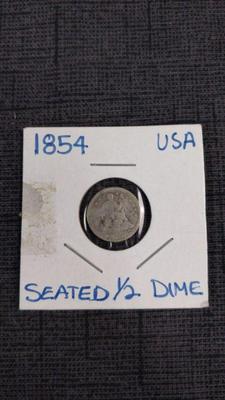 1854 USA
SEATED 1/2 DIME